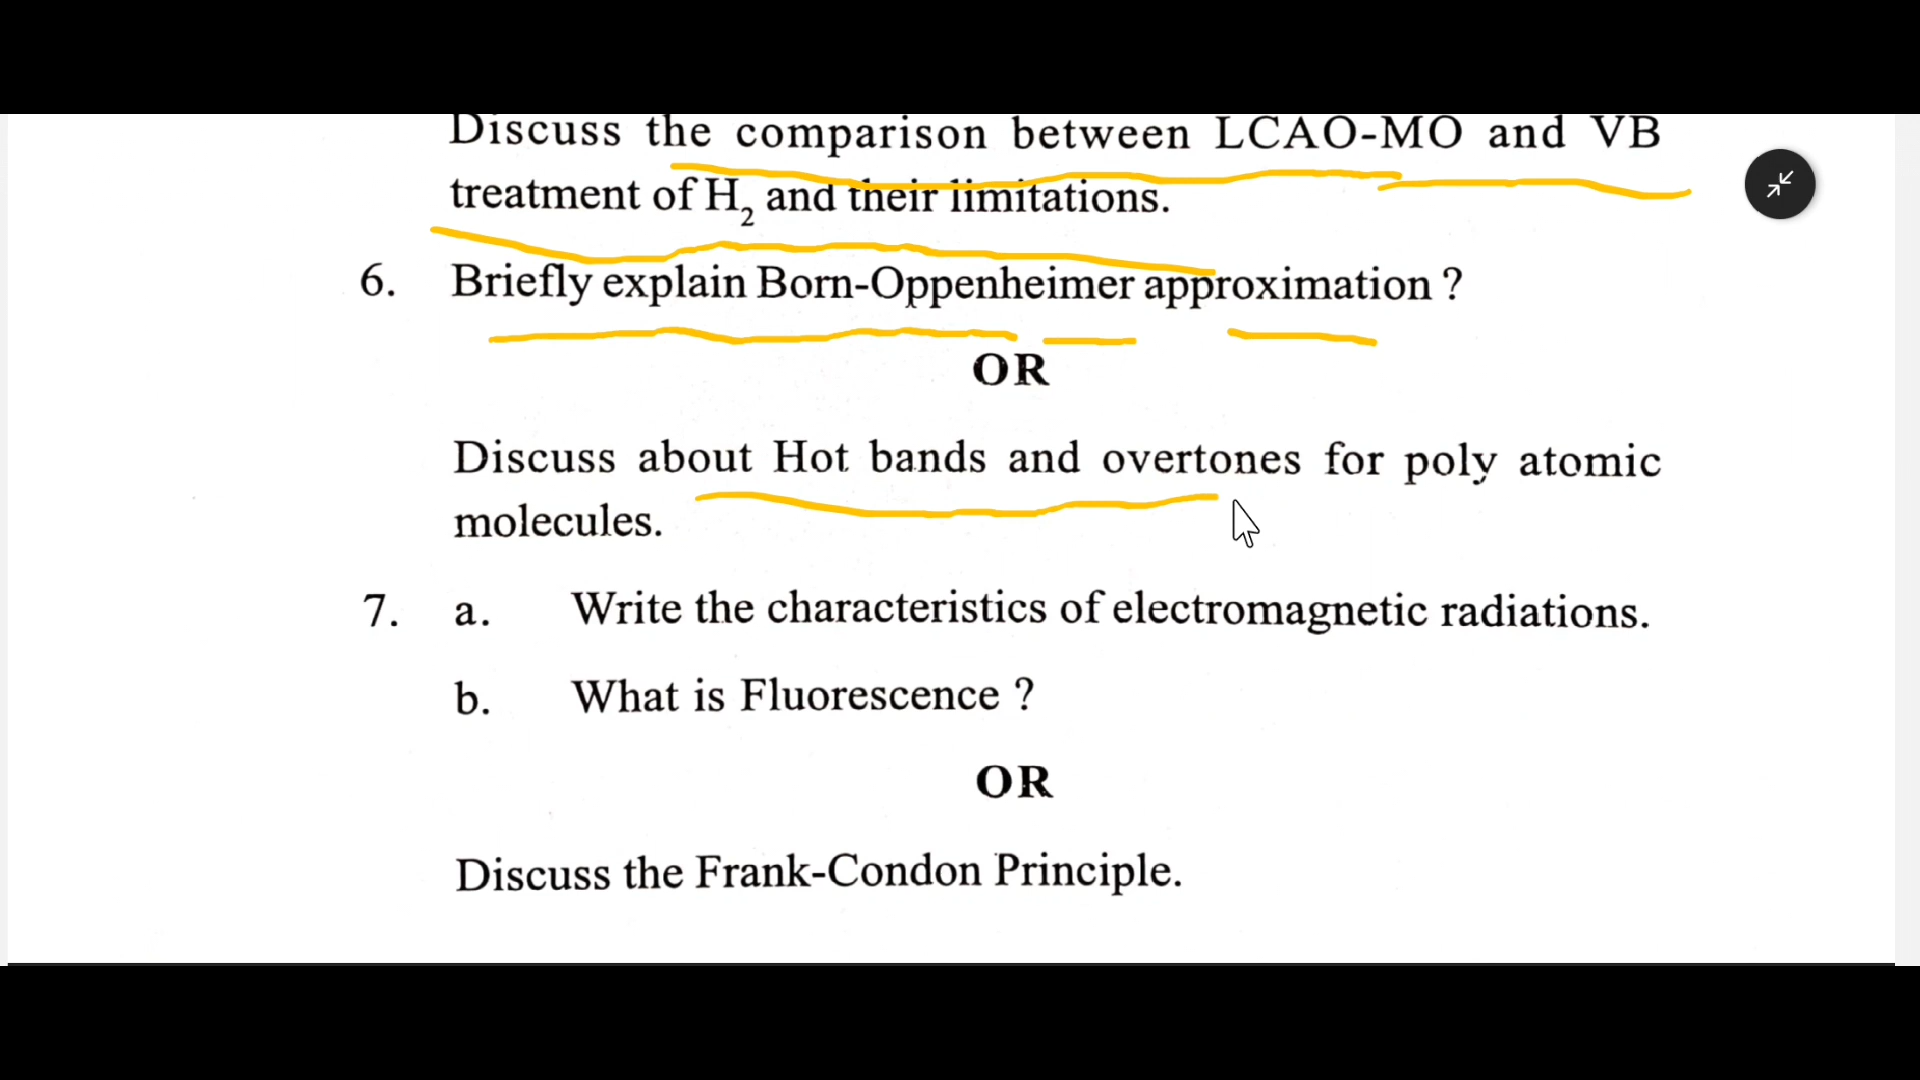 Discuss the comparison between LCAO-MO and VB
treatment of H₂ and their limitations.
6. Briefly explain Born-Oppenheimer approximation ?
OR
Discuss about Hot bands and overtones for poly atomic
molecules.
7. a. Write the characteristics of electromagnetic radiations.
b. What is Fluorescence ?
OR
Discuss the Frank-Condon Principle.